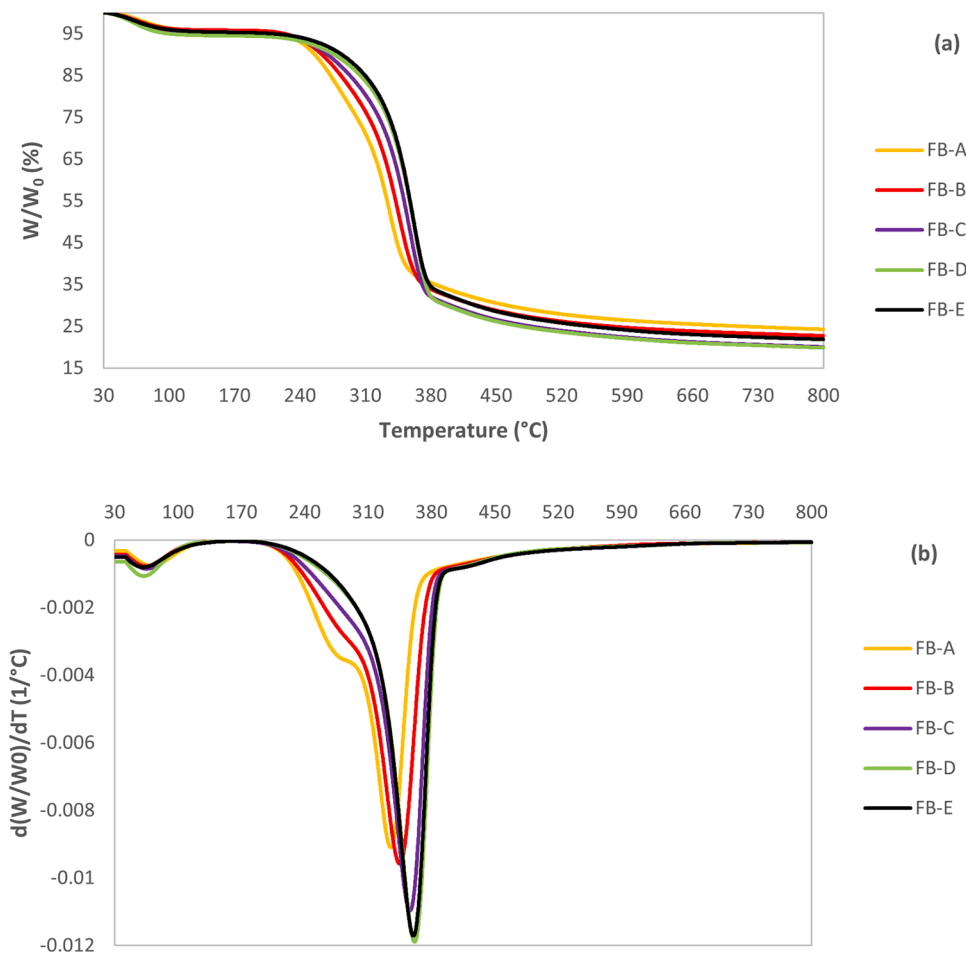 (a)
95
85
75
65
55
45
35
25
15
W/W0 (%)
30 100 170 240 310 380 450 520 590 660 730 800
Temperature (°C)
FB-A
FB-B
FB-C
FB-D
FB-E
30 100 170 240 310 380 450 520 590 660 730 800
(b)
0
-0.002
-0.004
-0.006
-0.008
-0.01
-0.012
d(W/W0)/dT (1/°C)
FB-A
FB-B
FB-C
FB-D
FB-E